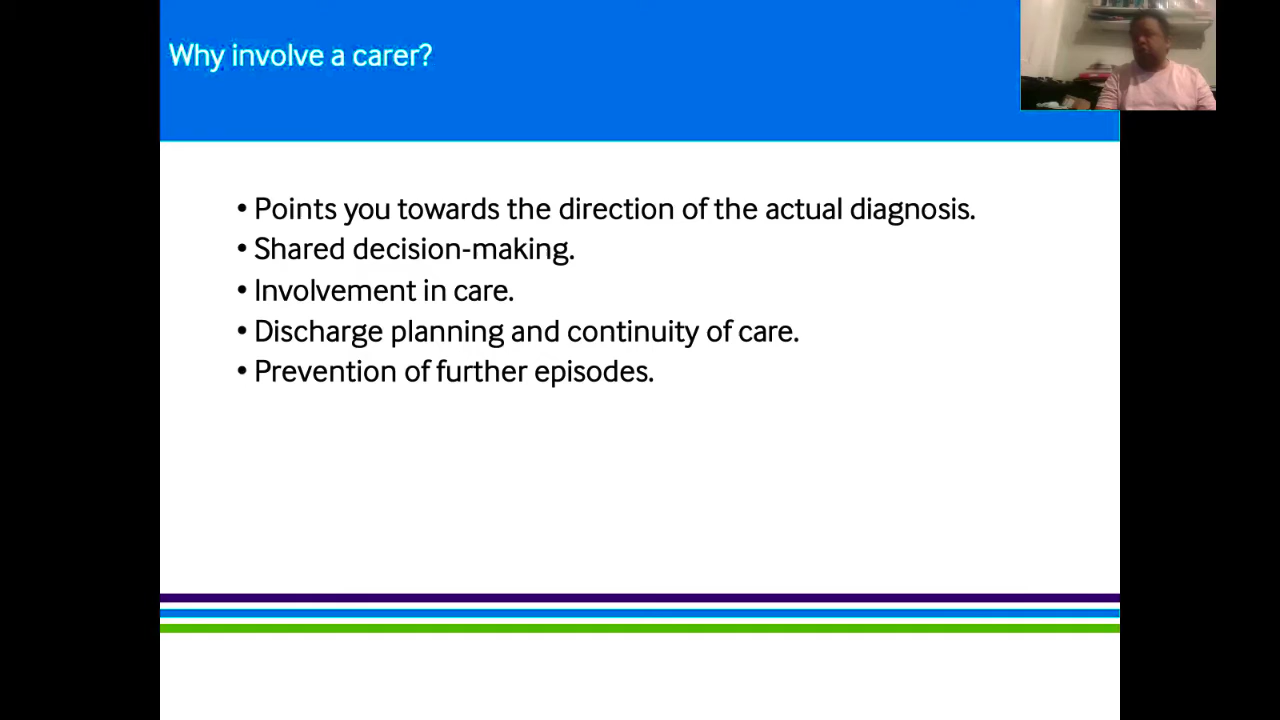 Why involve a carer?
• Points you towards the direction of the actual diagnosis.
• Shared decision-making.
• Involvement in care.
• Discharge planning and continuity of care.
• Prevention of further episodes.